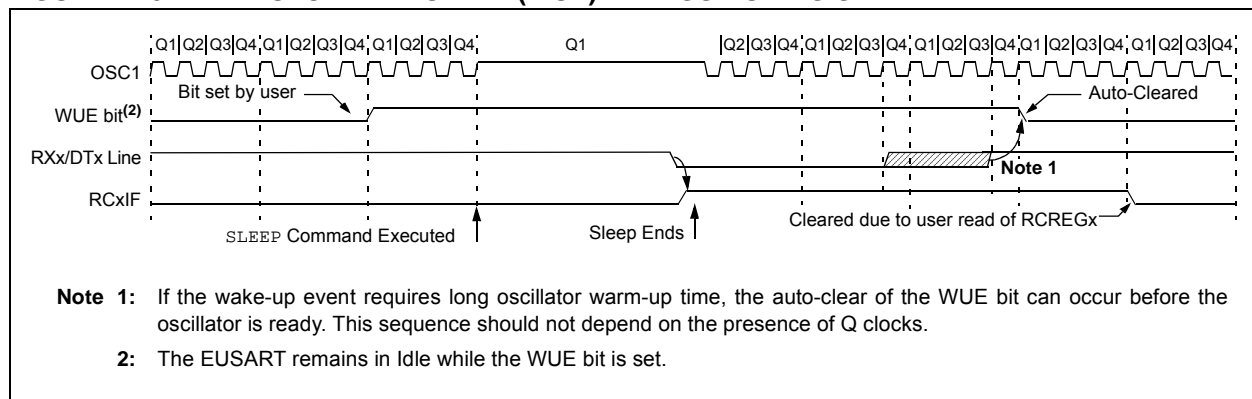 Q1 Q2 Q3 Q4 Q1 Q2 Q3 Q4 Q1 Q2 Q3 Q4 Q1 Q2 Q3 Q4 Q1 Q2 Q3 Q4 Q1 Q2 Q3 Q4 Q1 Q2 Q3 Q4 Q1 Q2 Q3 Q4
OSC1
Bit set by user
Auto-Cleared
WUE bit(2)
RXx/DTx Line
Note 1
RCxIF
Cleared due to user read of RCREGx
SLEEP Command Executed
Sleep Ends
Note 1: If the wake-up event requires long oscillator warm-up time, the auto-clear of the WUE bit can occur before the
oscillator is ready. This sequence should not depend on the presence of Q clocks.
2: The EUSART remains in Idle while the WUE bit is set.